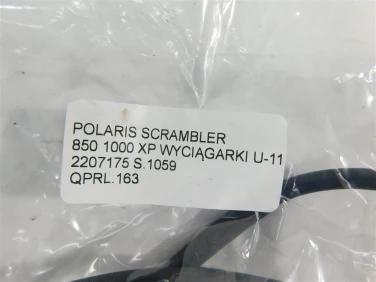 POLARIS SCRAMBLER
850 1000 XP WYCIĄGARKI U-11
2207175 S.1059
QPRL.163